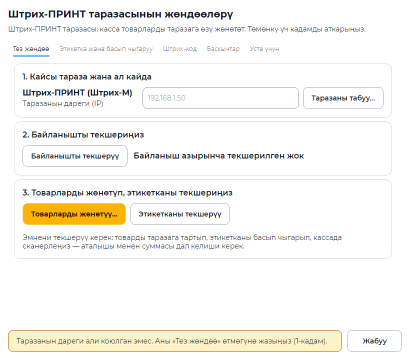 Штрих-ПРИНТ таразасынын жөндөөлөрү
Штрих-ПРИНТ таразасы: касса товарларды таразага өзү жөнөтөт. Төмөнкү үч кадамды аткарыңыз.
Тез жөндөө Этикетка жана басып чыгаруу Штрих-код Баскычтар Уста үчүн
1. Кайсы тараза жана ал кайда
Штрих-ПРИНТ (Штрих-М)
Таразанын дареги (IP)
192.168.1.50
Таразаны табуу...
2. Байланышты текшериңиз
Байланышты текшерүү Байланыш азырынча текшерилген жок
3. Товарларды жөнөтүп, этикетканы текшериңиз
Товарларды жөнөтүү... Этикетканы текшерүү
Эмнени текшерүү керек: товарды таразага тартып, этикетканы басып чыгарып, кассада
сканерлеңиз — аталышы менен суммасы дал келиши керек.
Таразанын дареги али коюлган эмес. Аны «Тез жөндөө» өтмөгүнө жазыңыз (1-кадам).
Жабуу